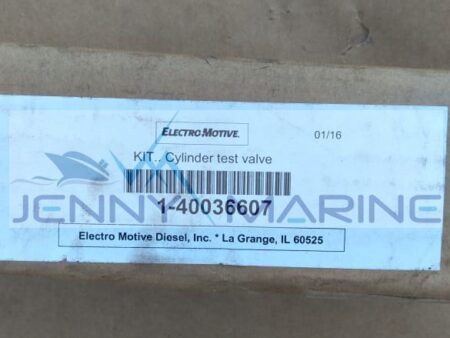 ELECTRO-MOTIVE.
01/16
KIT.. Cylinder test valve
1-40036607
JENNY MARINE
Electro Motive Diesel, Inc. * La Grange, IL 60525